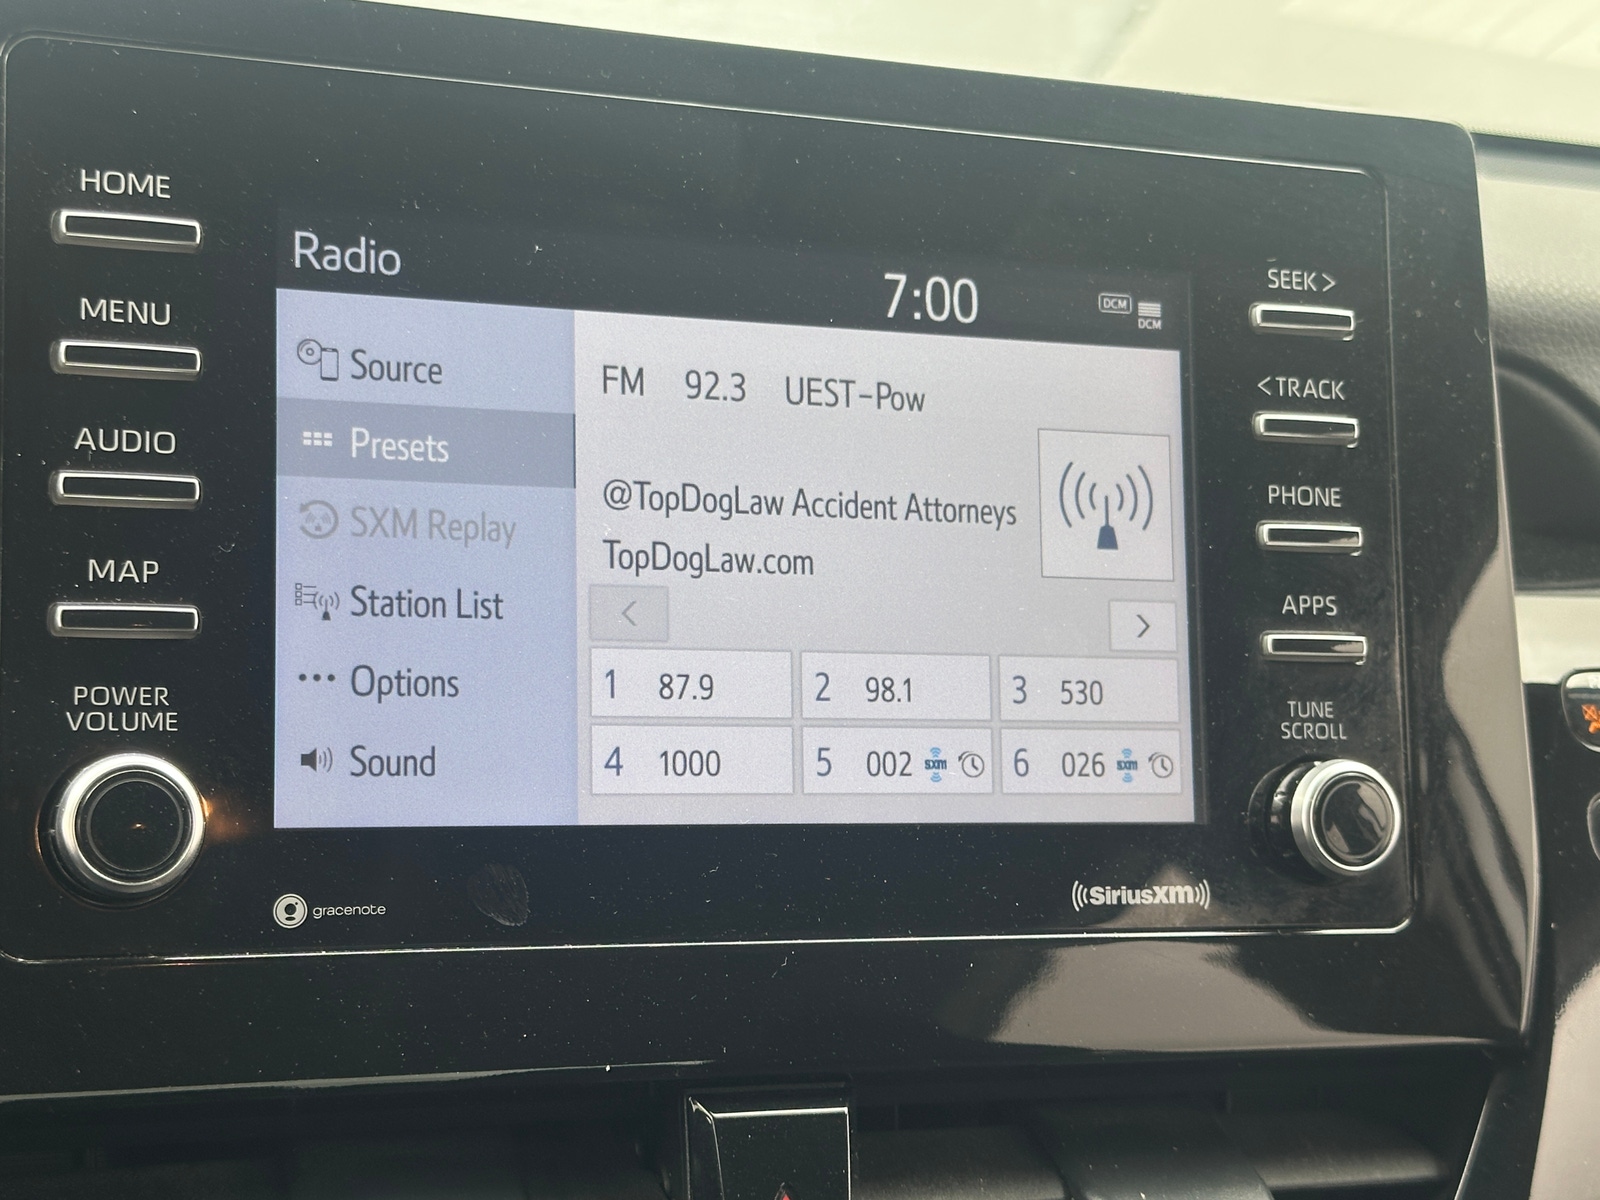 HOME
MENU
AUDIO
MAP
POWER
VOLUME
Radio
7:00
DCM
DCM
Source
Presets
SXM Replay
Station List
Options
Sound
FM 92.3 UEST-Pow
@TopDogLaw Accident Attorneys
TopDogLaw.com
<
>
1 87.9
2 98.1
3 530
4 1000
5 002 sxm
6 026 sxm
SEEK >
< TRACK
PHONE
APPS
TUNE
SCROLL
gracenote
((SiriusXM))